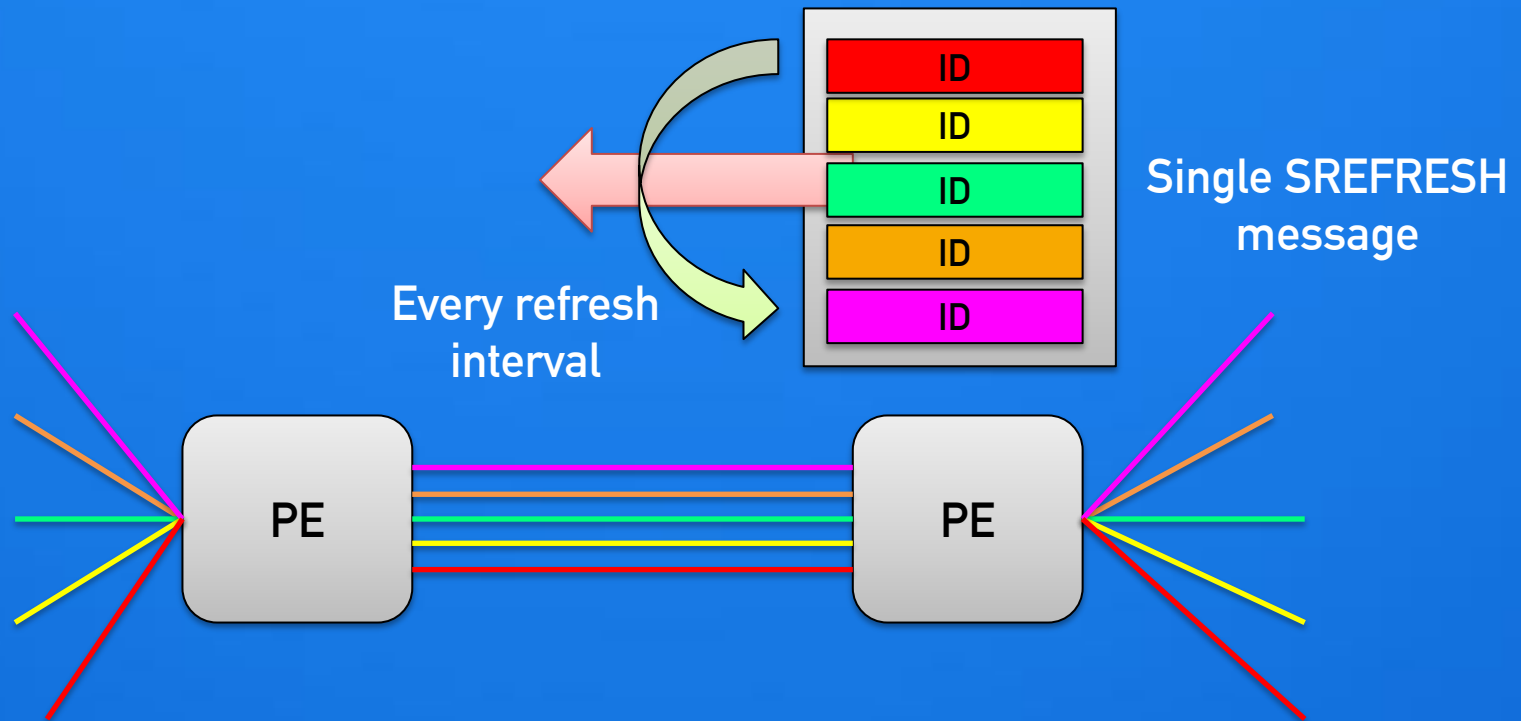 ID
ID
ID
ID
ID
Single SREFRESH
message
Every refresh
interval
PE
PE